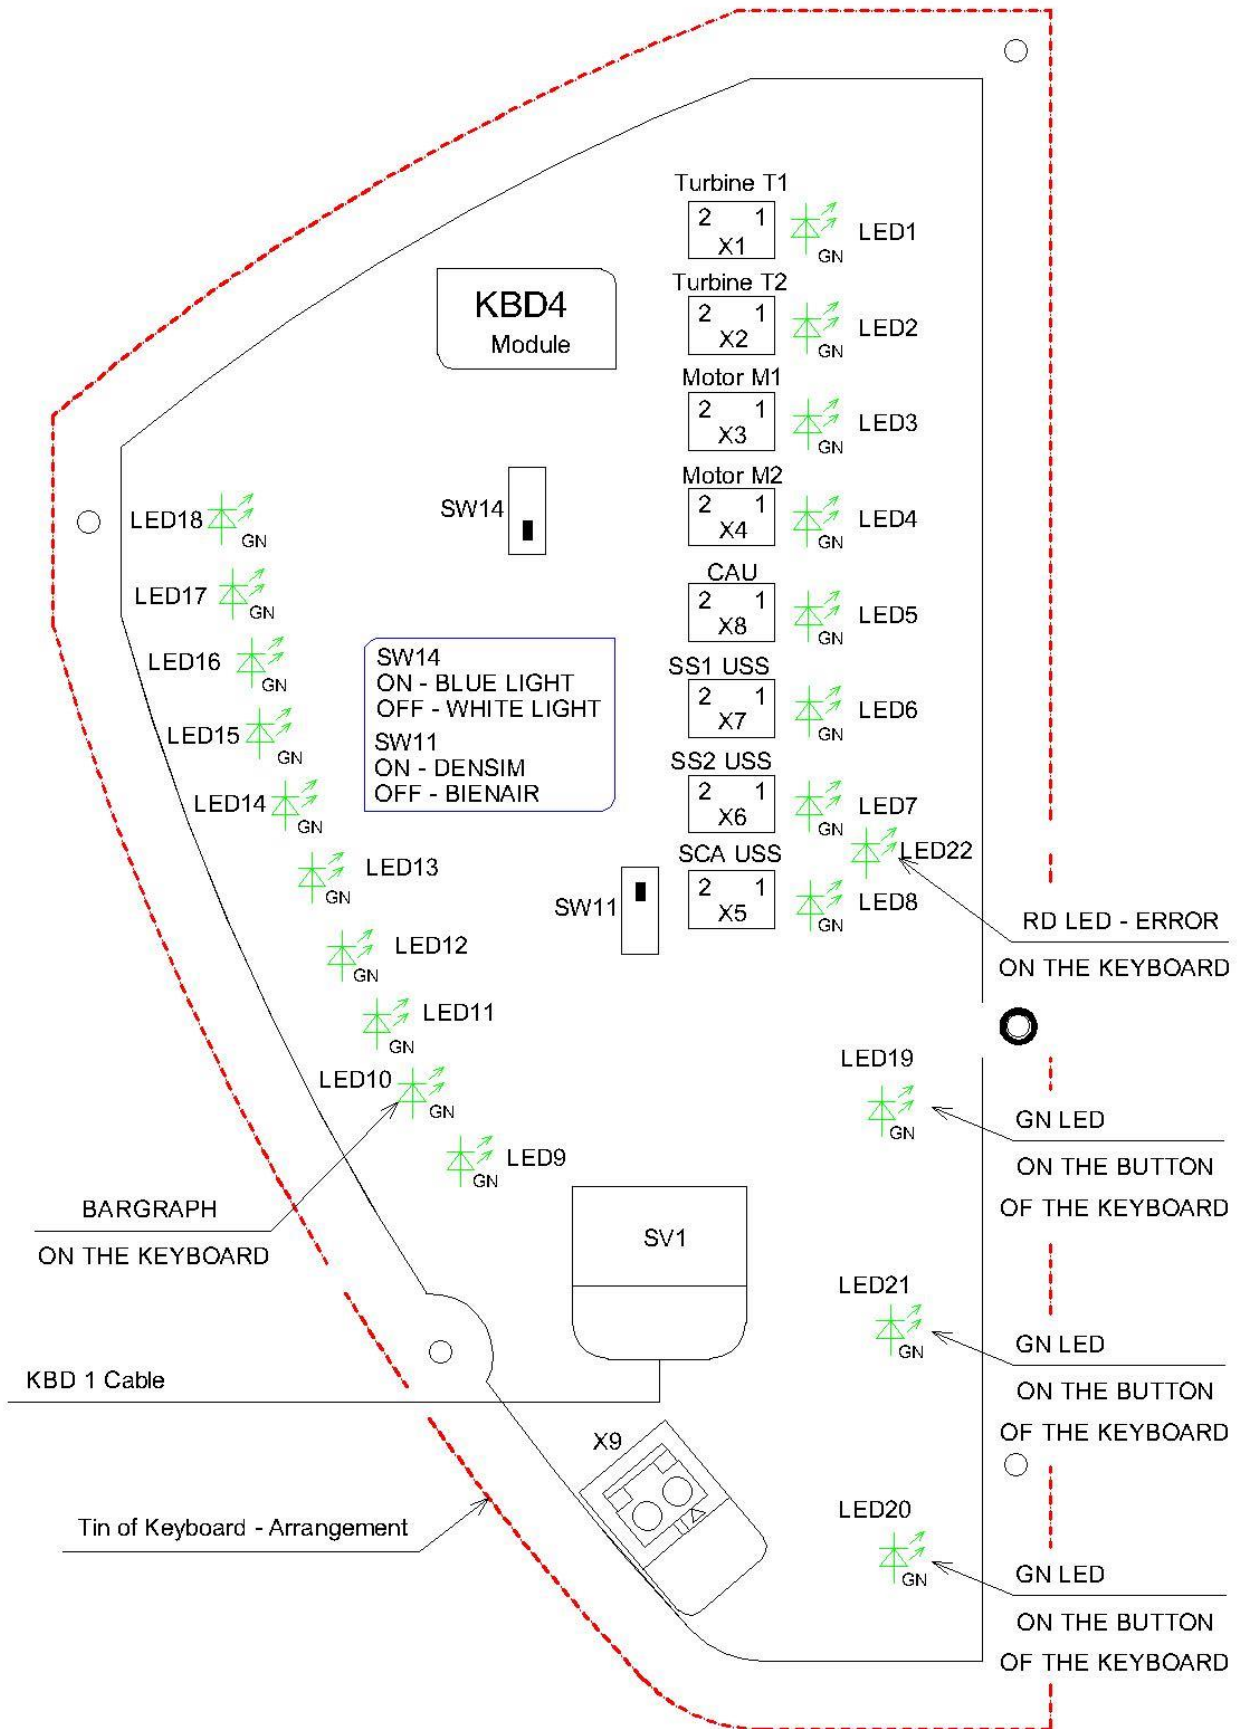 Turbine T1
2 1
X1
GN
LED1
Turbine T2
2 1
X2
GN
LED2
KBD4
Module
Motor M1
2 1
X3
GN
LED3
Motor M2
2 1
X4
GN
LED4
SW14
LED18
GN
CAU
2 1
X8
GN
LED5
LED17
GN
SS1 USS
2 1
X7
GN
LED6
LED16
GN
SW14
ON - BLUE LIGHT
OFF - WHITE LIGHT
SW11
ON - DENSIM
OFF - BIENAIR
LED15
GN
SS2 USS
2 1
X6
GN
LED7
LED14
GN
LED22
SCA USS
2 1
X5
GN
LED8
LED13
GN
SW11
RD LED - ERROR
ON THE KEYBOARD
LED12
GN
LED11
GN
LED10
GN
LED9
GN
LED19
GN
GN LED
ON THE BUTTON
OF THE KEYBOARD
BARGRAPH
ON THE KEYBOARD
SV1
LED21
GN
GN LED
ON THE BUTTON
OF THE KEYBOARD
KBD 1 Cable
X9
Tin of Keyboard - Arrangement
LED20
GN
GN LED
ON THE BUTTON
OF THE KEYBOARD